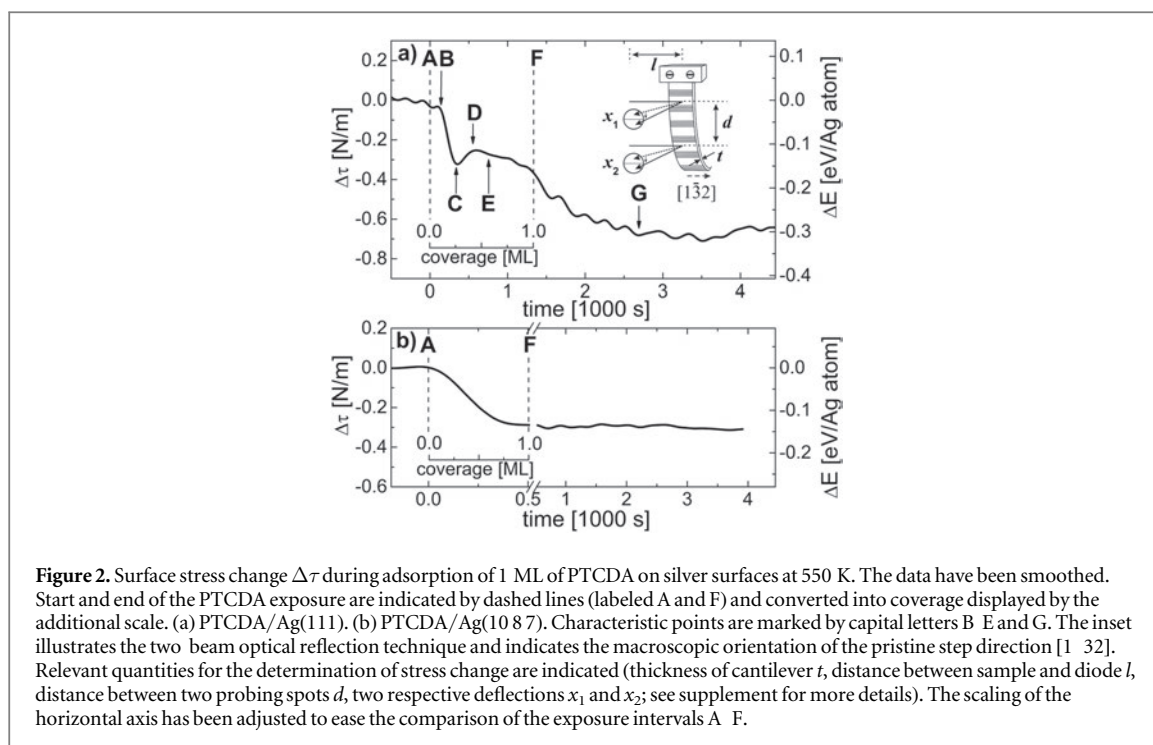 a) A B F
0.2
0.0
-0.2
-0.4
-0.6
-0.8
Δτ [N/m]
0.1
0.0
-0.1
-0.2
-0.3
-0.4
ΔE [eV/Ag atom]
C D E G
l
x1
x2
d
t
[13̅2]
0.0 1.0
coverage [ML]
0 1 2 3 4
time [1000 s]
b) A F
0.2
0.0
-0.2
-0.4
-0.6
Δτ [N/m]
0.0
-0.1
-0.2
ΔE [eV/Ag atom]
0.0 1.0
coverage [ML]
0.0 0.5 1 2 3 4
time [1000 s]
Figure 2. Surface stress change Δτ during adsorption of 1 ML of PTCDA on silver surfaces at 550 K. The data have been smoothed.
Start and end of the PTCDA exposure are indicated by dashed lines (labeled A and F) and converted into coverage displayed by the
additional scale. (a) PTCDA/Ag(111). (b) PTCDA/Ag(10 8 7). Characteristic points are marked by capital letters B E and G. The inset
illustrates the two beam optical reflection technique and indicates the macroscopic orientation of the pristine step direction [1 32].
Relevant quantities for the determination of stress change are indicated (thickness of cantilever t, distance between sample and diode l,
distance between two probing spots d, two respective deflections x1 and x2; see supplement for more details). The scaling of the
horizontal axis has been adjusted to ease the comparison of the exposure intervals A F.